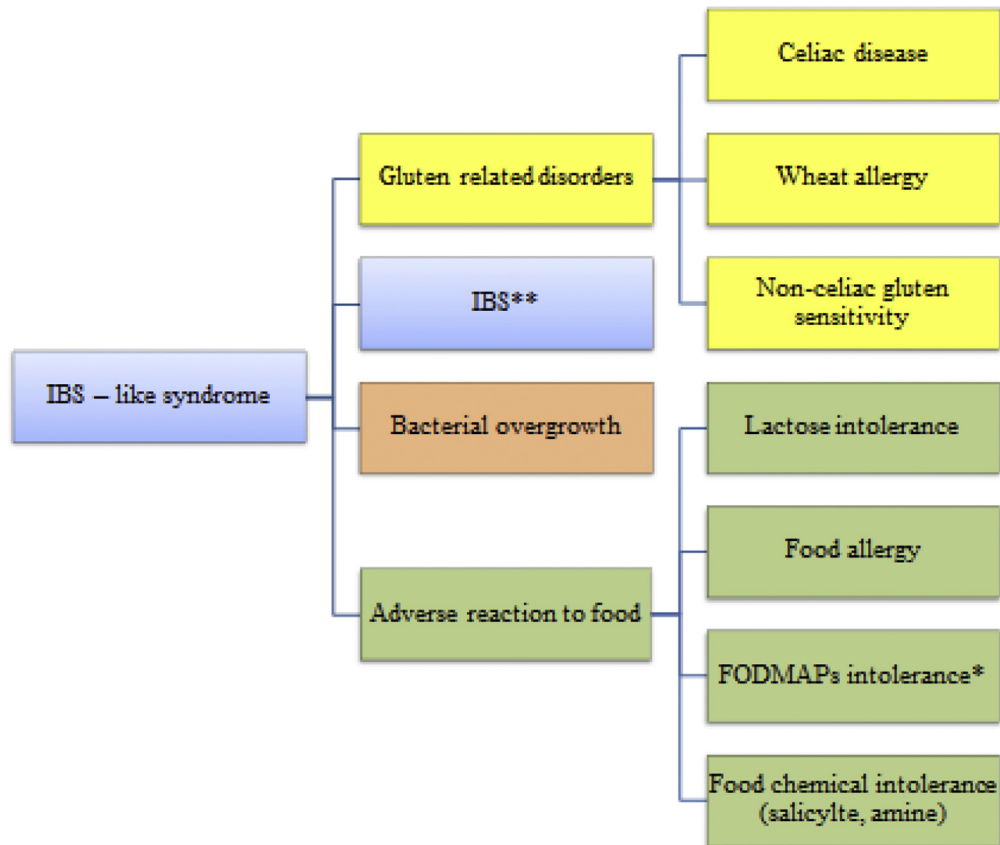 Celiac disease
Gluten related disorders
Wheat allergy
IBS**
Non-celiac gluten
sensitivity
IBS – like syndrome
Bacterial overgrowth
Lactose intolerance
Food allergy
Adverse reaction to food
FODMAPs intolerance*
Food chemical intolerance
(salicylte, amine)